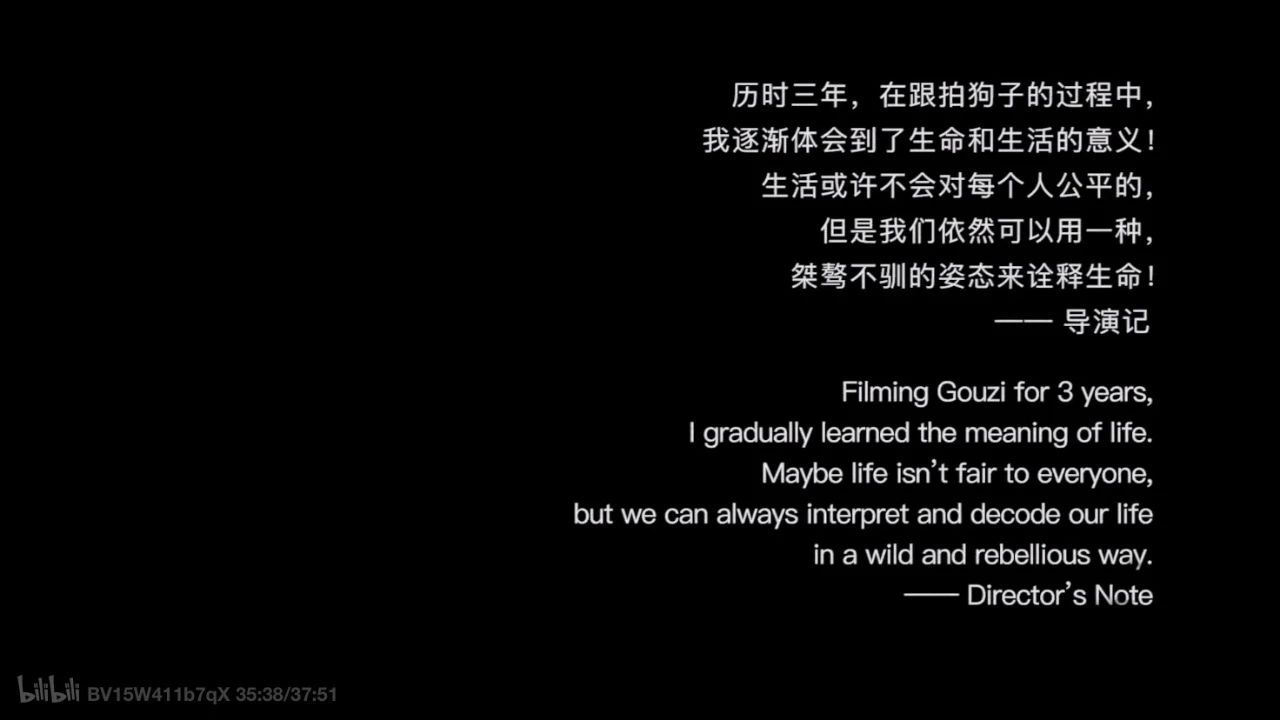 历时三年，在跟拍狗子的过程中，
我逐渐体会到了生命和生活的意义！
生活或许不会对每个人公平的，
但是我们依然可以用一种，
桀骜不驯的姿态来诠释生命！
—— 导演记
Filming Gouzi for 3 years,
I gradually learned the meaning of life.
Maybe life isn’t fair to everyone,
but we can always interpret and decode our life
in a wild and rebellious way.
—— Director’s Note
bilibili BV15W411b7qX 35:38/37:51